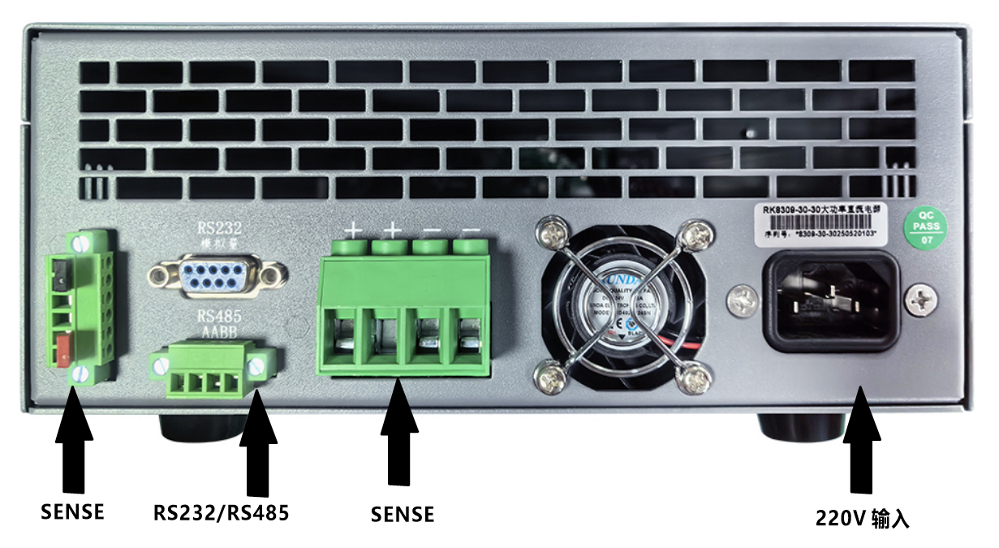 RK8309-30-30大功率直流电源
序列号: "8309-30-30250520103"
QC
PASS
07
RS232
模拟量
+ + − −
RS485
AABB
SENSE
RS232/RS485
SENSE
220V 输入